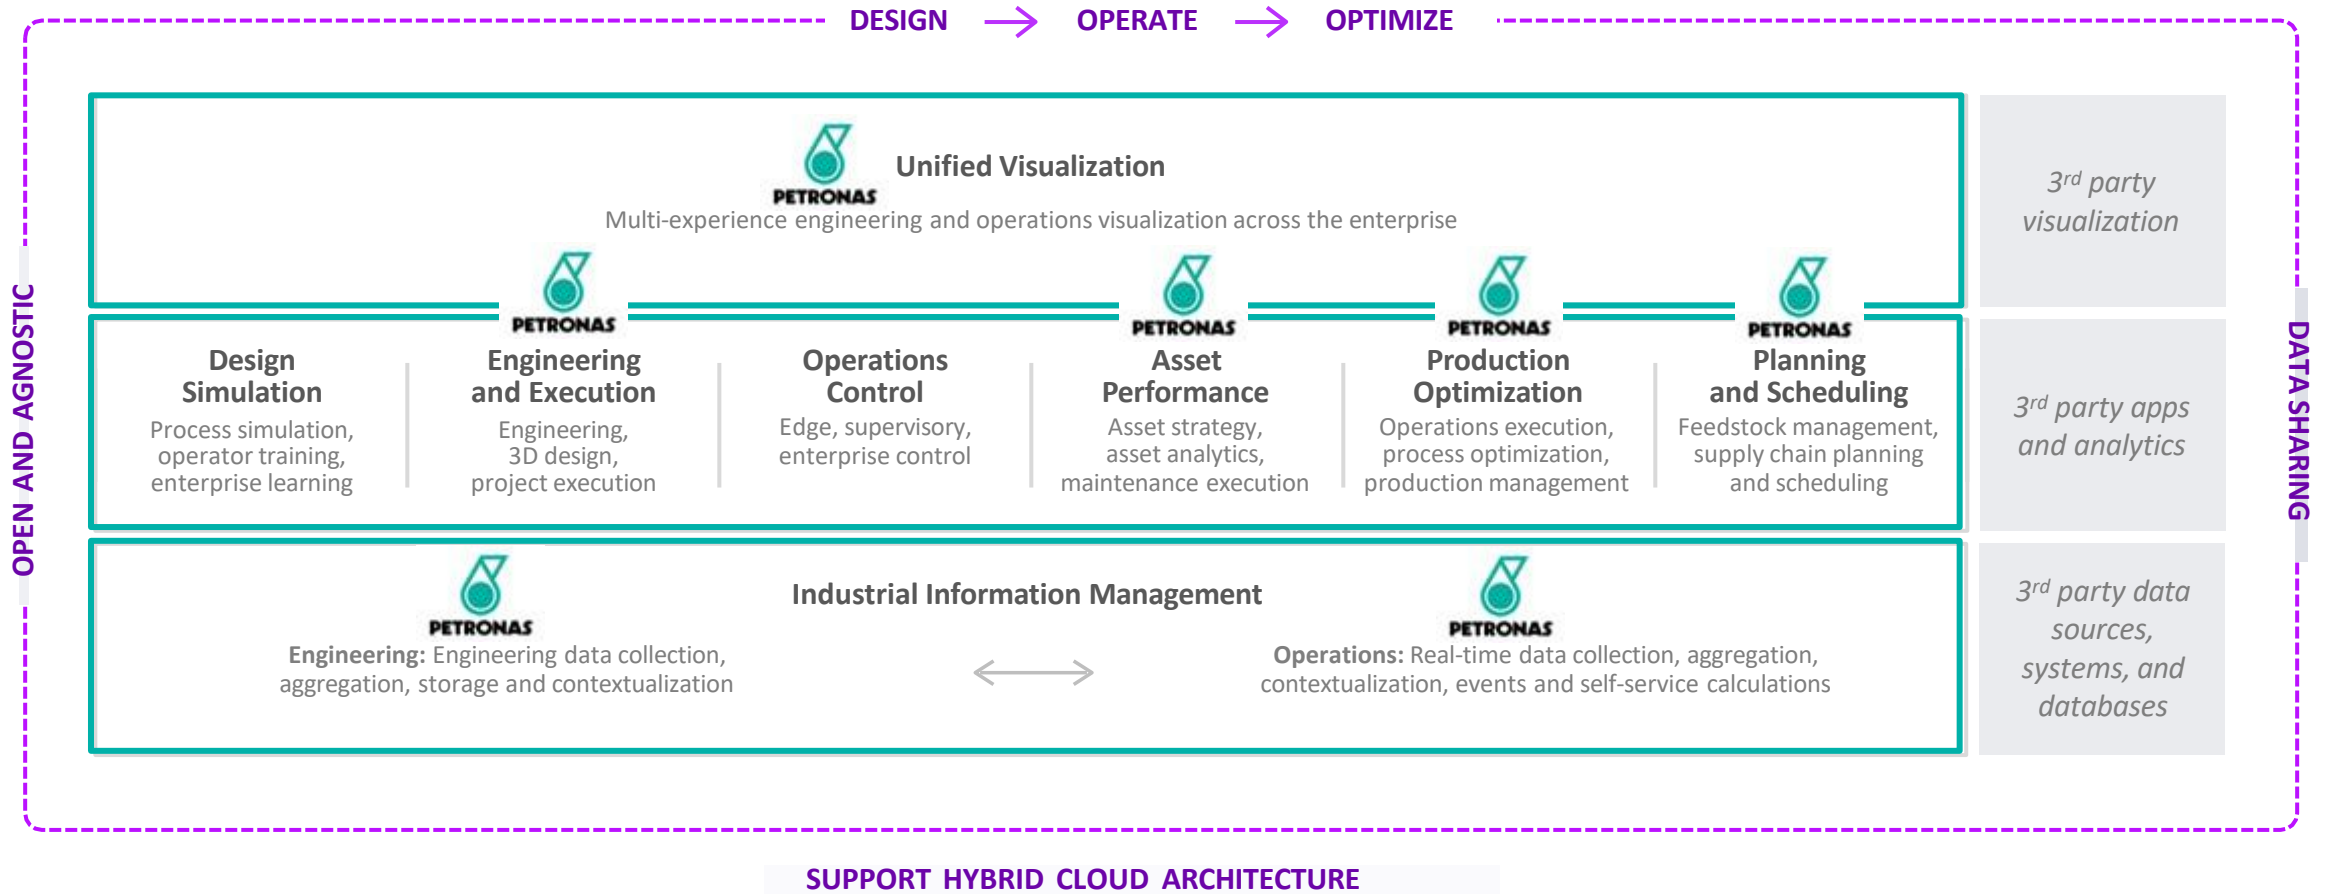 DESIGN → OPERATE → OPTIMIZE
OPEN AND AGNOSTIC
DATA SHARING
PETRONAS
Unified Visualization
Multi-experience engineering and operations visualization across the enterprise
3rd party
visualization
PETRONAS
PETRONAS
PETRONAS
PETRONAS
Design
Simulation
Process simulation,
operator training,
enterprise learning
Engineering
and Execution
Engineering,
3D design,
project execution
Operations
Control
Edge, supervisory,
enterprise control
Asset
Performance
Asset strategy,
asset analytics,
maintenance execution
Production
Optimization
Operations execution,
process optimization,
production management
Planning
and Scheduling
Feedstock management,
supply chain planning
and scheduling
3rd party apps
and analytics
Industrial Information Management
PETRONAS
Engineering: Engineering data collection,
aggregation, storage and contextualization
PETRONAS
Operations: Real-time data collection, aggregation,
contextualization, events and self-service calculations
3rd party data
sources,
systems, and
databases
SUPPORT HYBRID CLOUD ARCHITECTURE